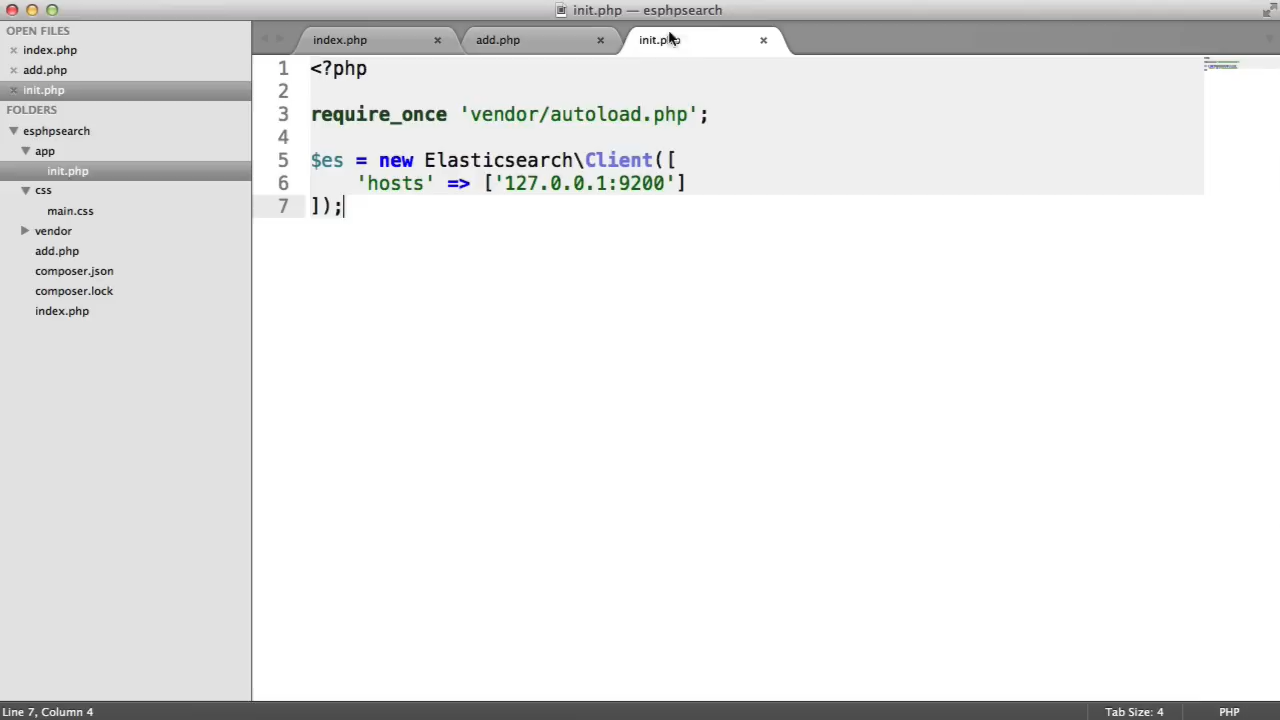 init.php — esphpsearch
OPEN FILES
index.php
add.php
init.php
FOLDERS
esphpsearch
app
init.php
css
main.css
vendor
add.php
composer.json
composer.lock
index.php
index.php
add.php
init.php
1 <?php
2
3 require_once 'vendor/autoload.php';
4
5 $es = new Elasticsearch\Client([
6     'hosts' => ['127.0.0.1:9200']
7 ]);
Line 7, Column 4
Tab Size: 4
PHP